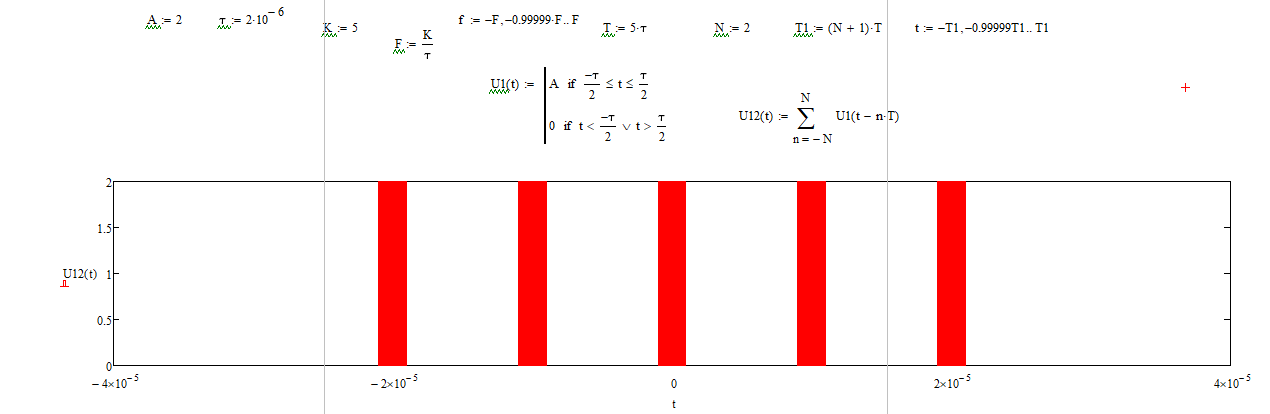 A := 2 τ := 2·10^−6 K := 5 F := K/τ f := −F, −0.99999·F.. F T := 5·τ N := 2 T1 := (N + 1)·T t := −T1, −0.99999T1.. T1
U1(t) := | A if −τ/2 ≤ t ≤ τ/2
0 if t < −τ/2 ∨ t > τ/2
U12(t) := ∑_{n = −N}^{N} U1(t − n·T)
2
1.5
U12(t) 1
0.5
0
−4×10^−5 −2×10^−5 0 2×10^−5 4×10^−5
t